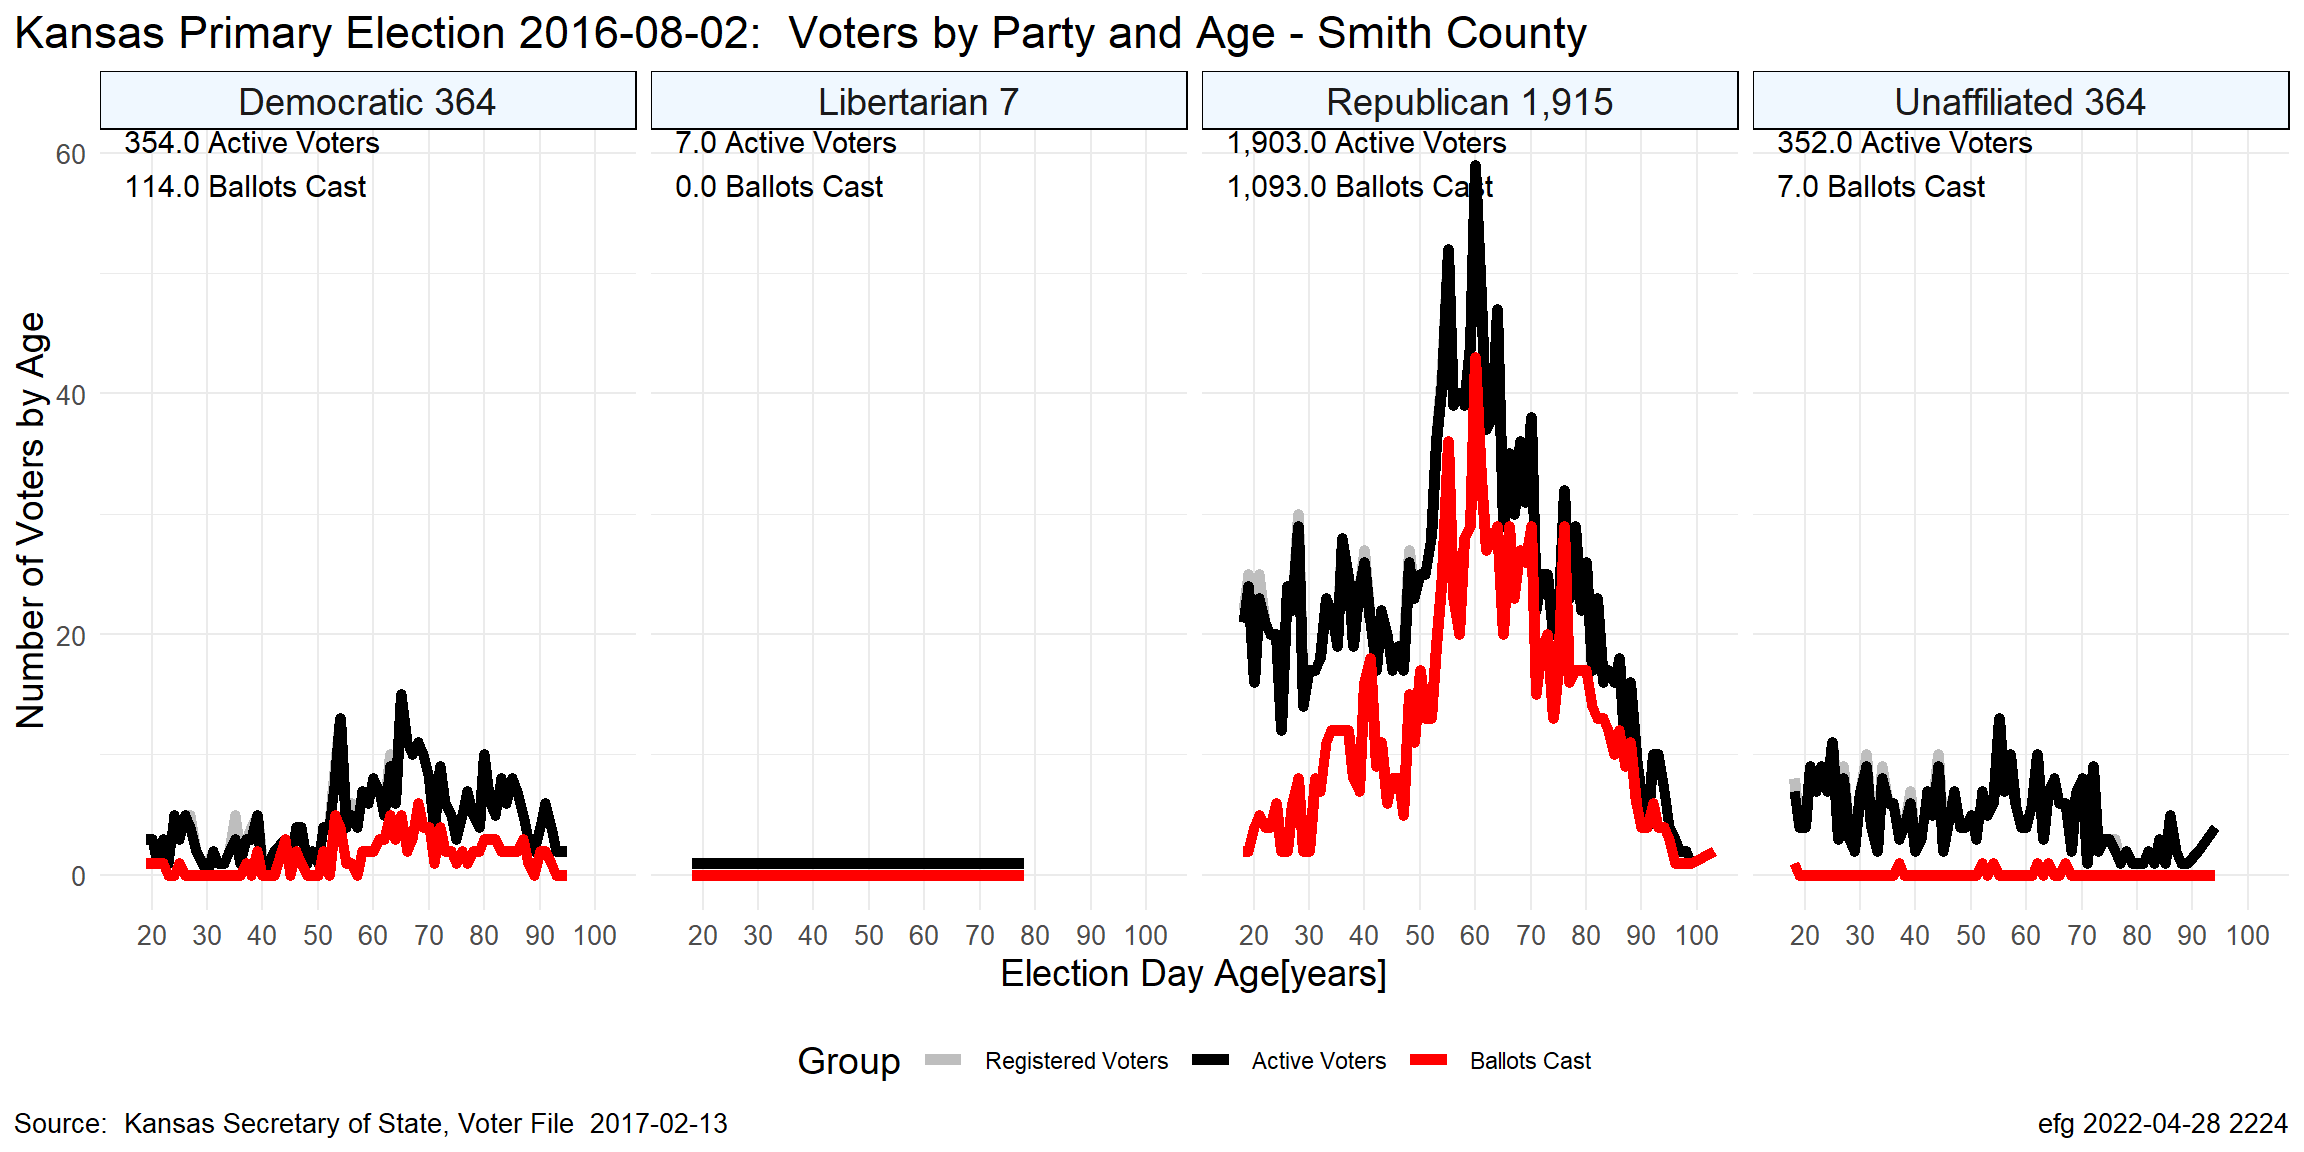 Kansas Primary Election 2016-08-02:  Voters by Party and Age - Smith County
Democratic 364
Libertarian 7
Republican 1,915
Unaffiliated 364
354.0 Active Voters
114.0 Ballots Cast
7.0 Active Voters
0.0 Ballots Cast
1,903.0 Active Voters
1,093.0 Ballots Cast
352.0 Active Voters
7.0 Ballots Cast
Number of Voters by Age
60
40
20
0
20 30 40 50 60 70 80 90 100
20 30 40 50 60 70 80 90 100
20 30 40 50 60 70 80 90 100
20 30 40 50 60 70 80 90 100
Election Day Age[years]
Group Registered Voters Active Voters Ballots Cast
Source:  Kansas Secretary of State, Voter File  2017-02-13
efg 2022-04-28 2224